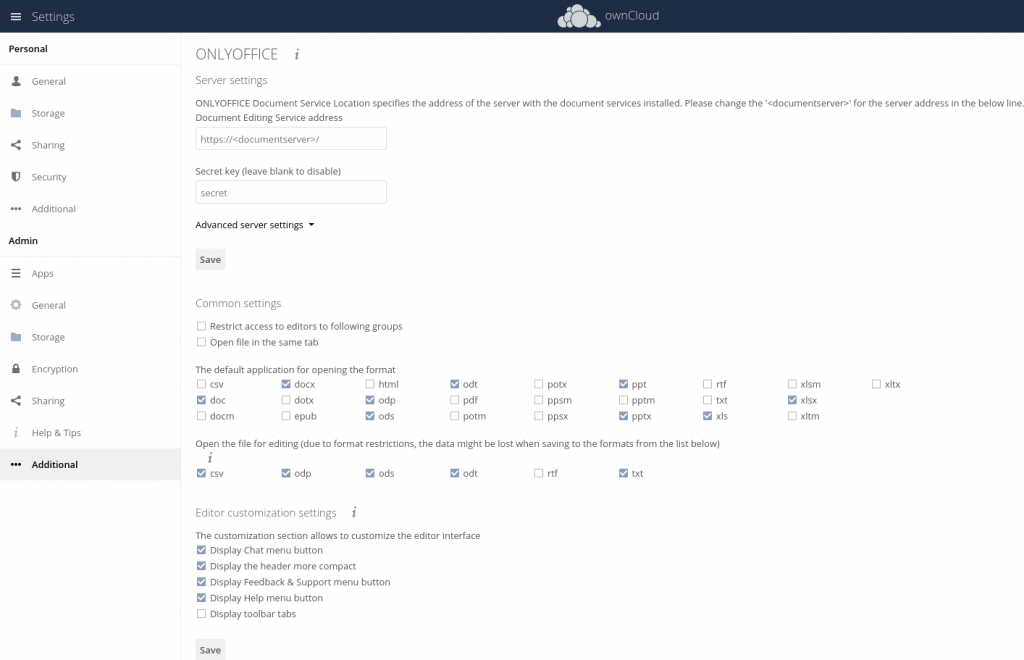 Settings
ownCloud
Personal
General
Storage
Sharing
Security
Additional
Admin
Apps
General
Storage
Encryption
Sharing
Help & Tips
Additional
ONLYOFFICE
Server settings
ONLYOFFICE Document Service Location specifies the address of the server with the document services installed. Please change the '<documentserver>' for the server address in the below line.
Document Editing Service address
https://<documentserver>/
Secret key (leave blank to disable)
secret
Advanced server settings
Save
Common settings
Restrict access to editors to following groups
Open file in the same tab
The default application for opening the format
csv docx html odt potx ppt rtf xlsm xltx
doc dotx odp pdf ppsm pptm txt xlsx
docm epub ods potm ppsx pptx xls xltm
Open the file for editing (due to format restrictions, the data might be lost when saving to the formats from the list below)
csv odp ods odt rtf txt
Editor customization settings
The customization section allows to customize the editor interface
Display Chat menu button
Display the header more compact
Display Feedback & Support menu button
Display Help menu button
Display toolbar tabs
Save